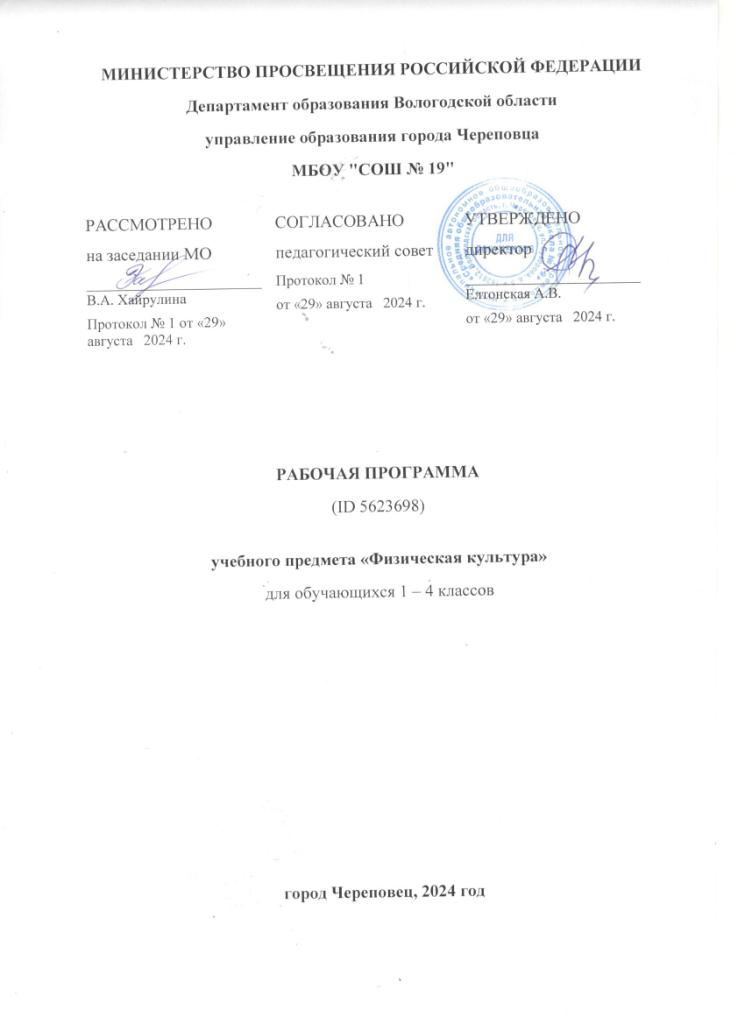 МИНИСТЕРСТВО ПРОСВЕЩЕНИЯ РОССИЙСКОЙ ФЕДЕРАЦИИ
Департамент образования Вологодской области
управление образования города Череповца
МБОУ "СОШ № 19"
РАССМОТРЕНО
на заседании МО
В.А. Хайрулина
Протокол № 1 от «29»
августа 2024 г.
СОГЛАСОВАНО
педагогический совет
Протокол № 1
от «29» августа 2024 г.
УТВЕРЖДЕНО
директор
Елтонская А.В.
от «29» августа 2024 г.
ДЛЯ
РАБОЧАЯ ПРОГРАММА
(ID 5623698)
учебного предмета «Физическая культура»
для обучающихся 1 – 4 классов
город Череповец, 2024 год